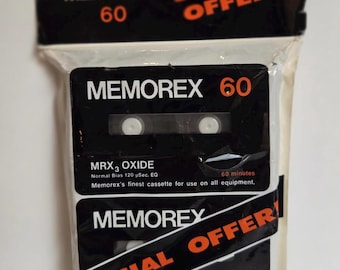 OFFER!
60
MEMOREX 60
MRX3 OXIDE
Normal Bias 120 µSec. EQ
60 minutes
Memorex's finest cassette for use on all equipment.
MEMOREX
OFFER!